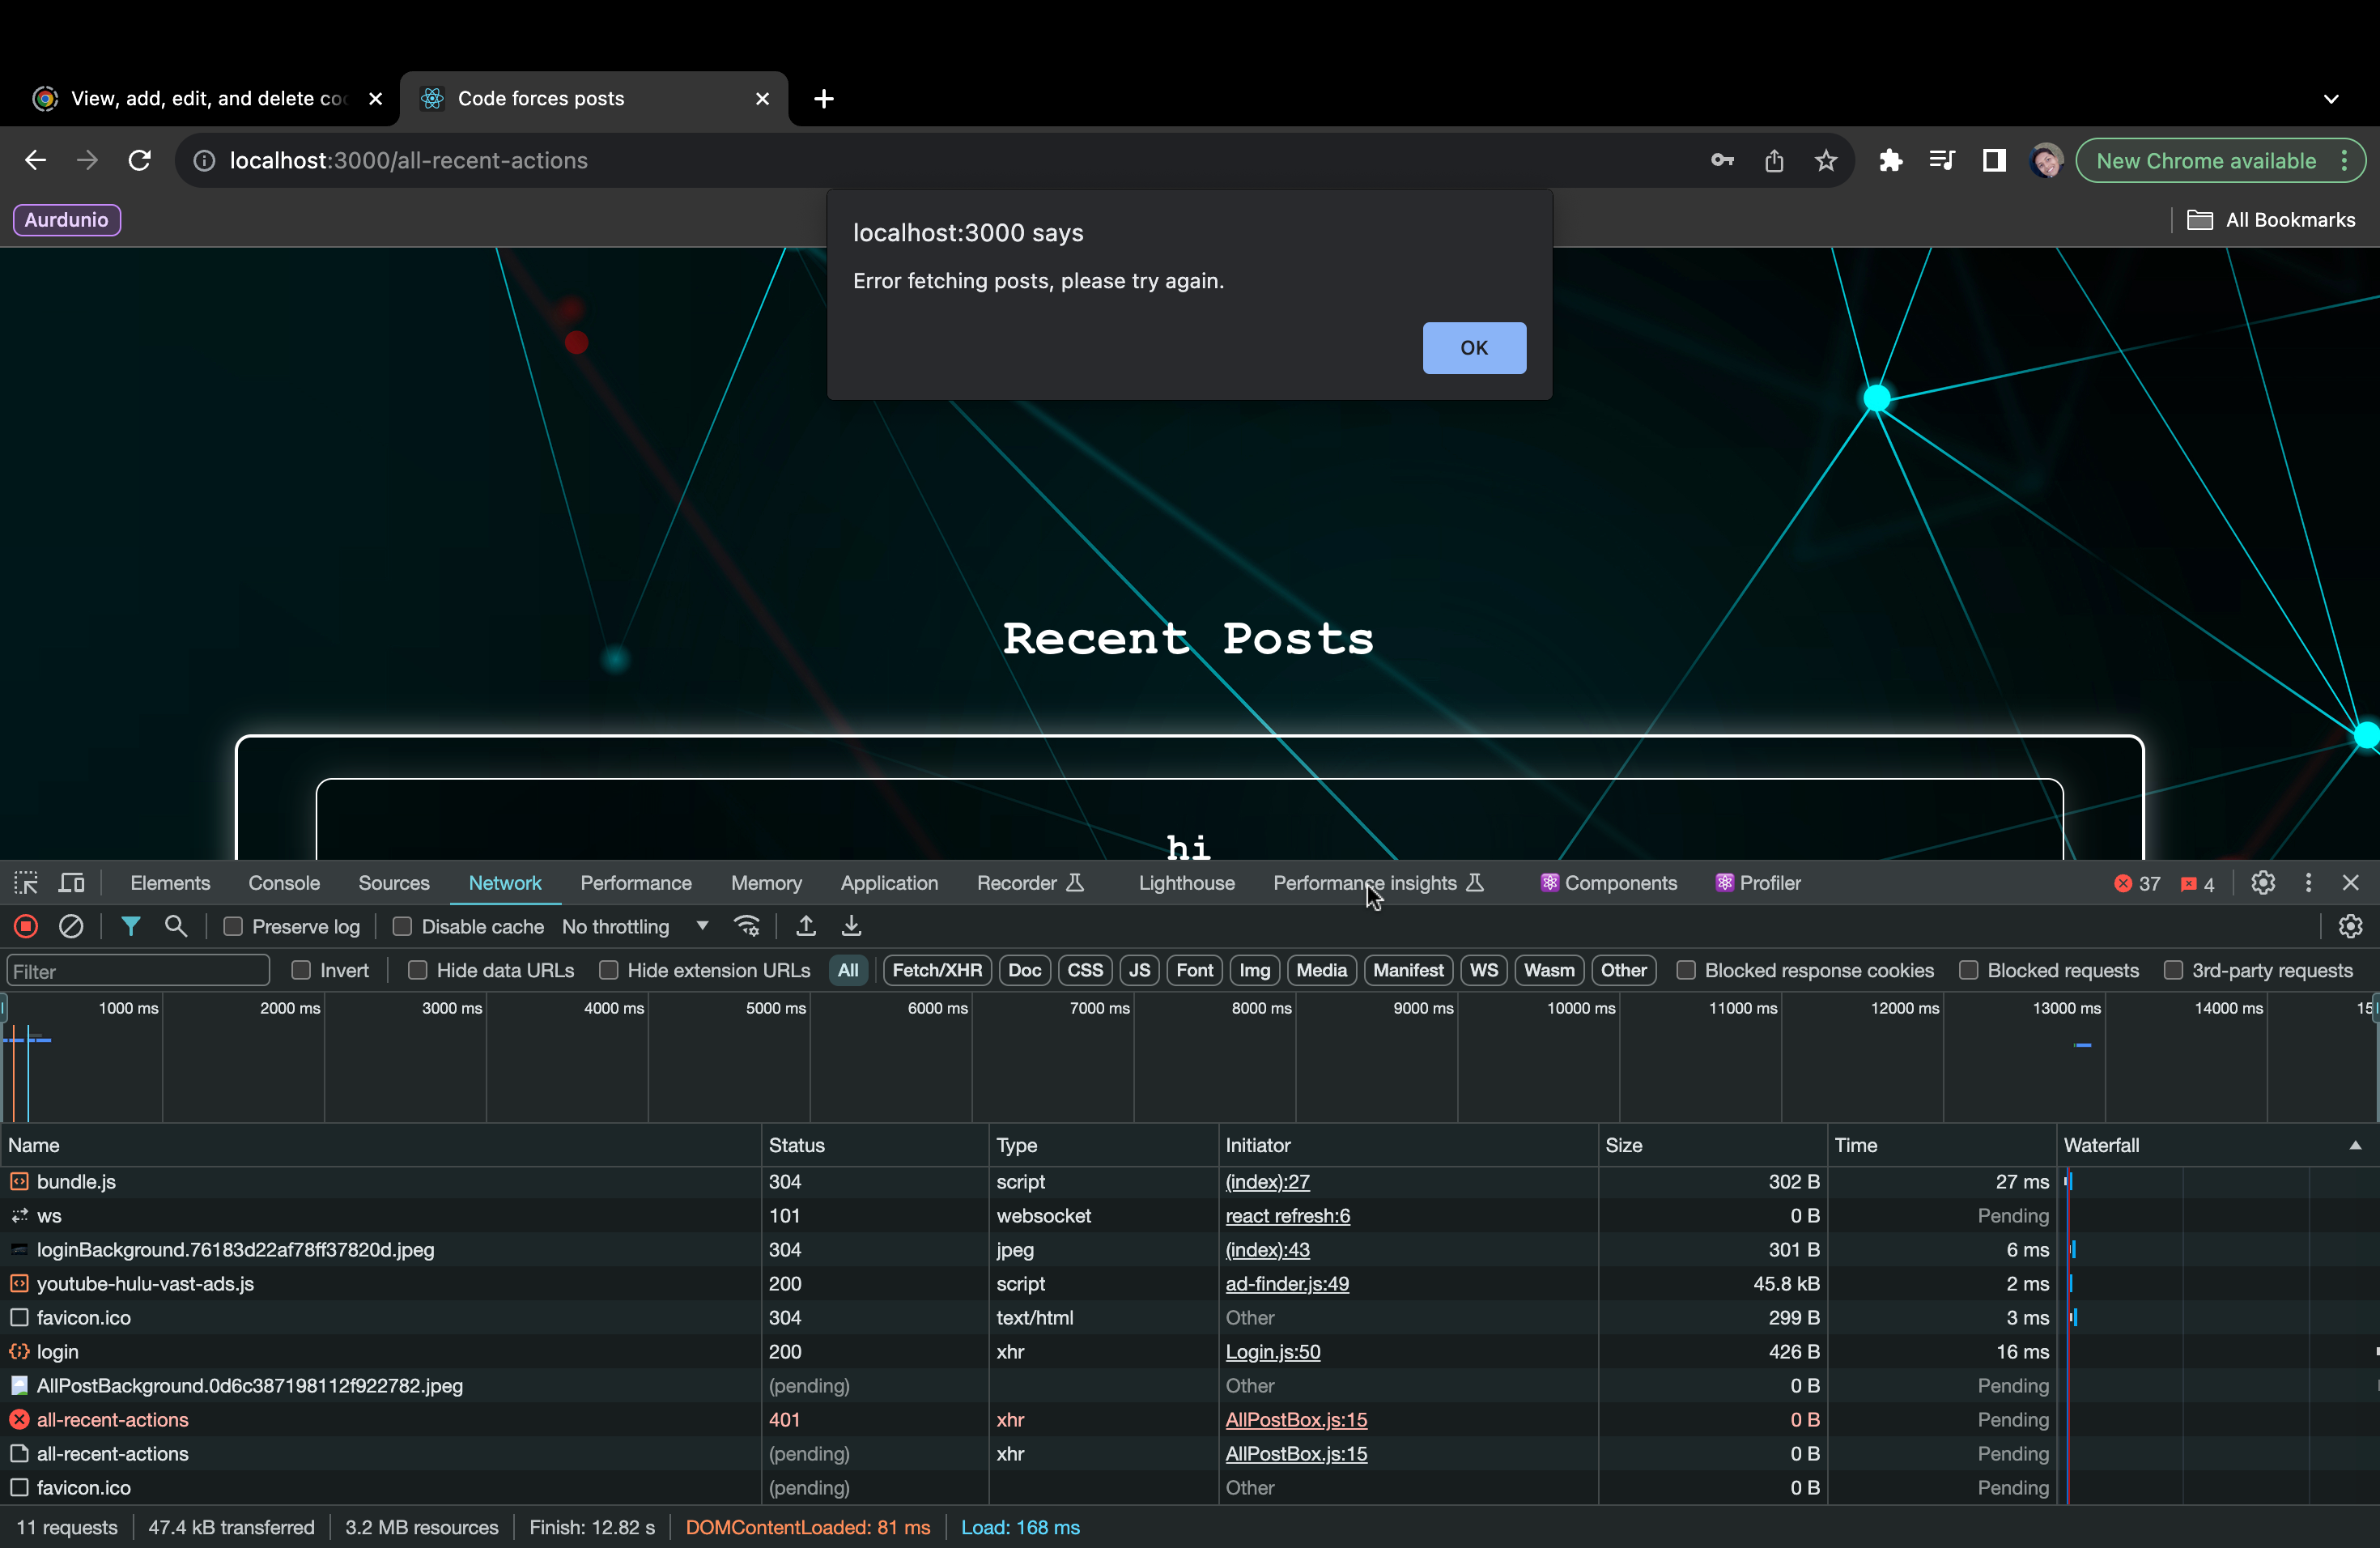 View, add, edit, and delete co
Code forces posts
localhost:3000/all-recent-actions
New Chrome available
Aurdunio
All Bookmarks
localhost:3000 says
Error fetching posts, please try again.
OK
Recent Posts
hi
Elements Console Sources Network Performance Memory Application Recorder Lighthouse Performance insights Components Profiler 37 4
Preserve log Disable cache No throttling
Filter Invert Hide data URLs Hide extension URLs All Fetch/XHR Doc CSS JS Font Img Media Manifest WS Wasm Other Blocked response cookies Blocked requests 3rd-party requests
1000 ms 2000 ms 3000 ms 4000 ms 5000 ms 6000 ms 7000 ms 8000 ms 9000 ms 10000 ms 11000 ms 12000 ms 13000 ms 14000 ms 15
Name Status Type Initiator Size Time Waterfall
bundle.js 304 script (index):27 302 B 27 ms
ws 101 websocket react refresh:6 0 B Pending
loginBackground.76183d22af78ff37820d.jpeg 304 jpeg (index):43 301 B 6 ms
youtube-hulu-vast-ads.js 200 script ad-finder.js:49 45.8 kB 2 ms
favicon.ico 304 text/html Other 299 B 3 ms
login 200 xhr Login.js:50 426 B 16 ms
AllPostBackground.0d6c387198112f922782.jpeg (pending) Other 0 B Pending
all-recent-actions 401 xhr AllPostBox.js:15 0 B Pending
all-recent-actions (pending) xhr AllPostBox.js:15 0 B Pending
favicon.ico (pending) Other 0 B Pending
11 requests 47.4 kB transferred 3.2 MB resources Finish: 12.82 s DOMContentLoaded: 81 ms Load: 168 ms